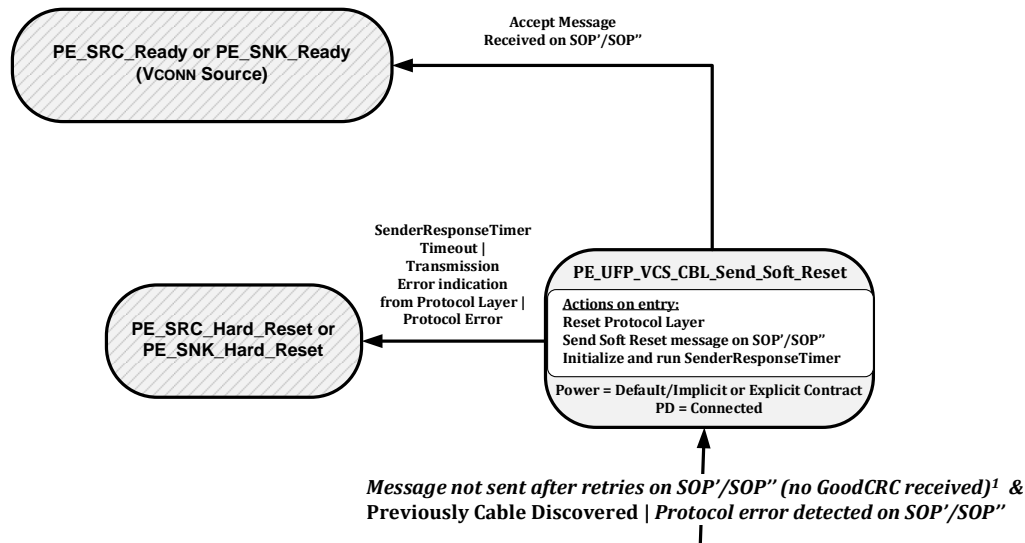 Accept Message
Received on SOP’/SOP”
PE_SRC_Ready or PE_SNK_Ready
(VCONN Source)
SenderResponseTimer
Timeout |
Transmission
Error indication
from Protocol Layer |
Protocol Error
PE_SRC_Hard_Reset or
PE_SNK_Hard_Reset
PE_UFP_VCS_CBL_Send_Soft_Reset
Actions on entry:
Reset Protocol Layer
Send Soft Reset message on SOP’/SOP”
Initialize and run SenderResponseTimer
Power = Default/Implicit or Explicit Contract
PD = Connected
Message not sent after retries on SOP’/SOP” (no GoodCRC received)¹ &
Previously Cable Discovered | Protocol error detected on SOP’/SOP”